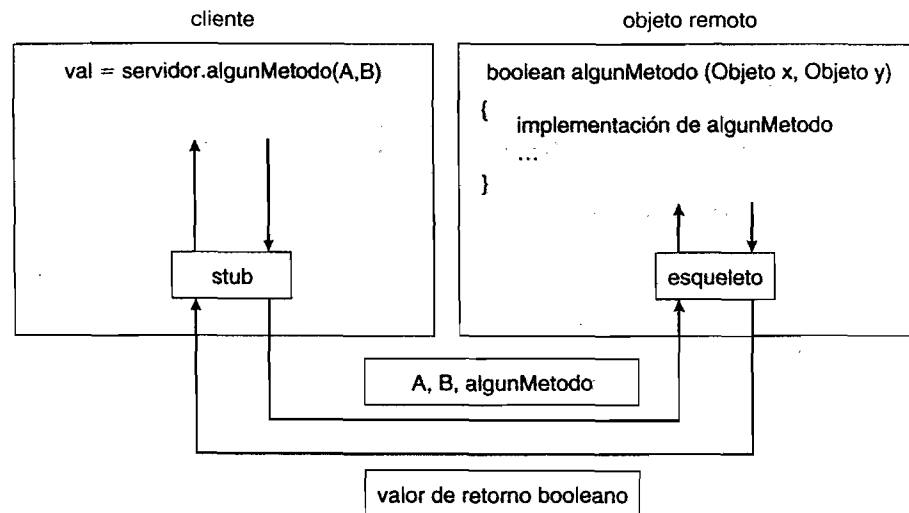 cliente
objeto remoto
val = servidor.algunMetodo(A,B)
boolean algunMetodo (Objeto x, Objeto y)
{
implementación de algunMetodo
...
}
stub
esqueleto
A, B, algunMetodo
valor de retorno booleano